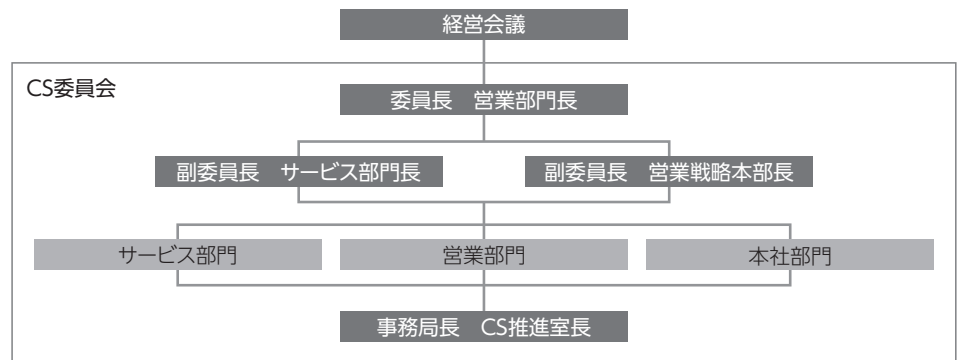 経営会議
CS委員会
委員長　営業部門長
副委員長　サービス部門長
副委員長　営業戦略本部長
サービス部門
営業部門
本社部門
事務局長　CS推進室長